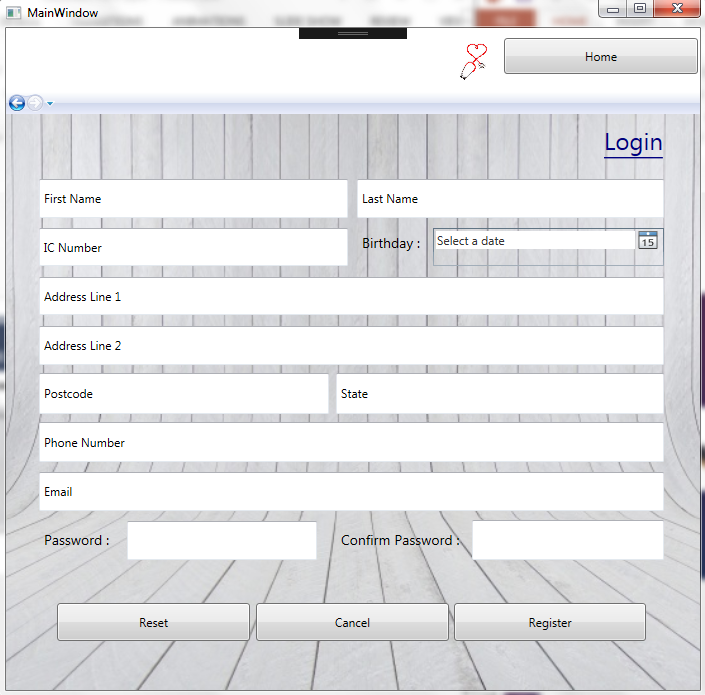 MainWindow
Home
Login
First Name
Last Name
IC Number
Birthday :
Select a date
15
Address Line 1
Address Line 2
Postcode
State
Phone Number
Email
Password :
Confirm Password :
Reset
Cancel
Register